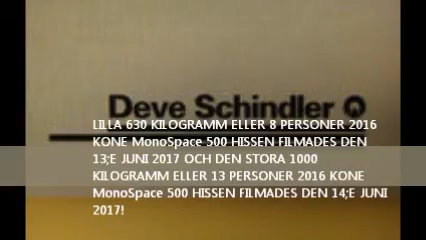 Deve Schindler
LILLA 630 KILOGRAMM ELLER 8 PERSONER 2016
KONE MonoSpace 500 HISSEN FILMADES DEN
13;E JUNI 2017 OCH DEN STORA 1000
KILOGRAMM ELLER 13 PERSONER 2016 KONE
MonoSpace 500 HISSEN FILMADES DEN 14;E JUNI
2017!